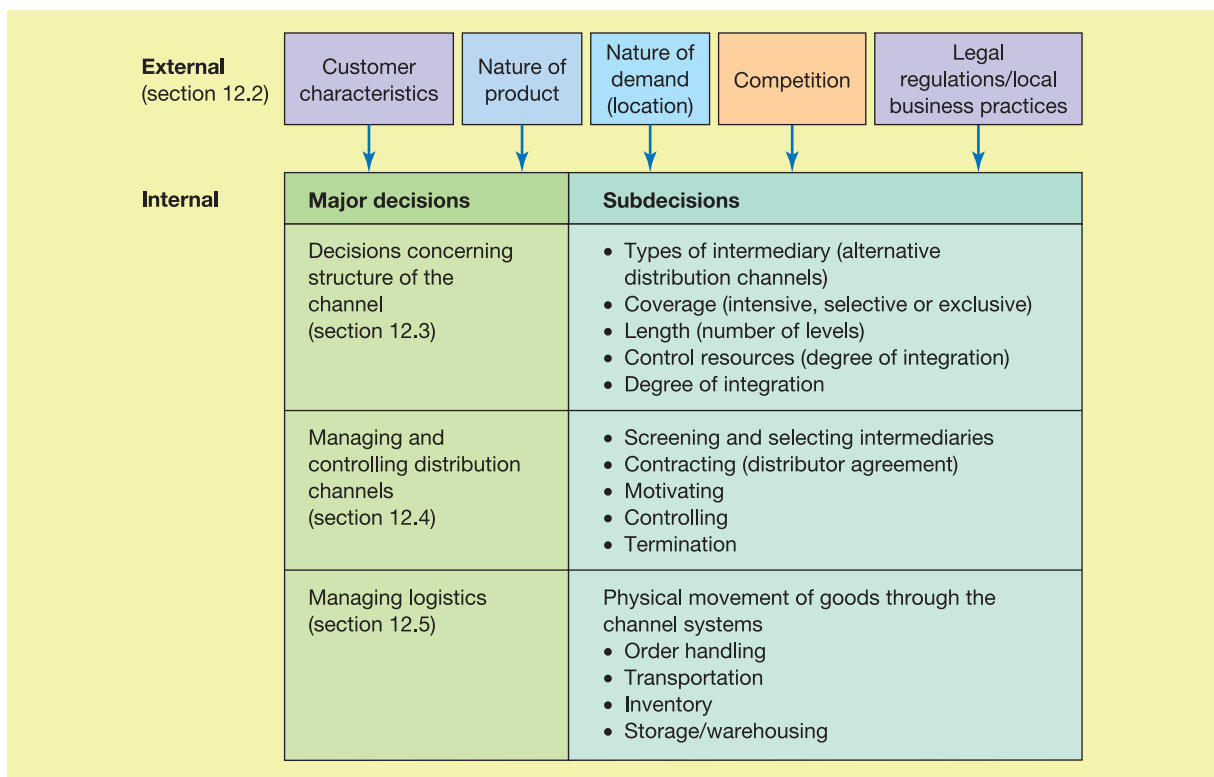 External
(section 12.2)
Customer
characteristics
Nature of
product
Nature of
demand
(location)
Competition
Legal
regulations/local
business practices
Internal
Major decisions
Subdecisions
Decisions concerning
structure of the
channel
(section 12.3)
• Types of intermediary (alternative
distribution channels)
• Coverage (intensive, selective or exclusive)
• Length (number of levels)
• Control resources (degree of integration)
• Degree of integration
Managing and
controlling distribution
channels
(section 12.4)
• Screening and selecting intermediaries
• Contracting (distributor agreement)
• Motivating
• Controlling
• Termination
Managing logistics
(section 12.5)
Physical movement of goods through the
channel systems
• Order handling
• Transportation
• Inventory
• Storage/warehousing